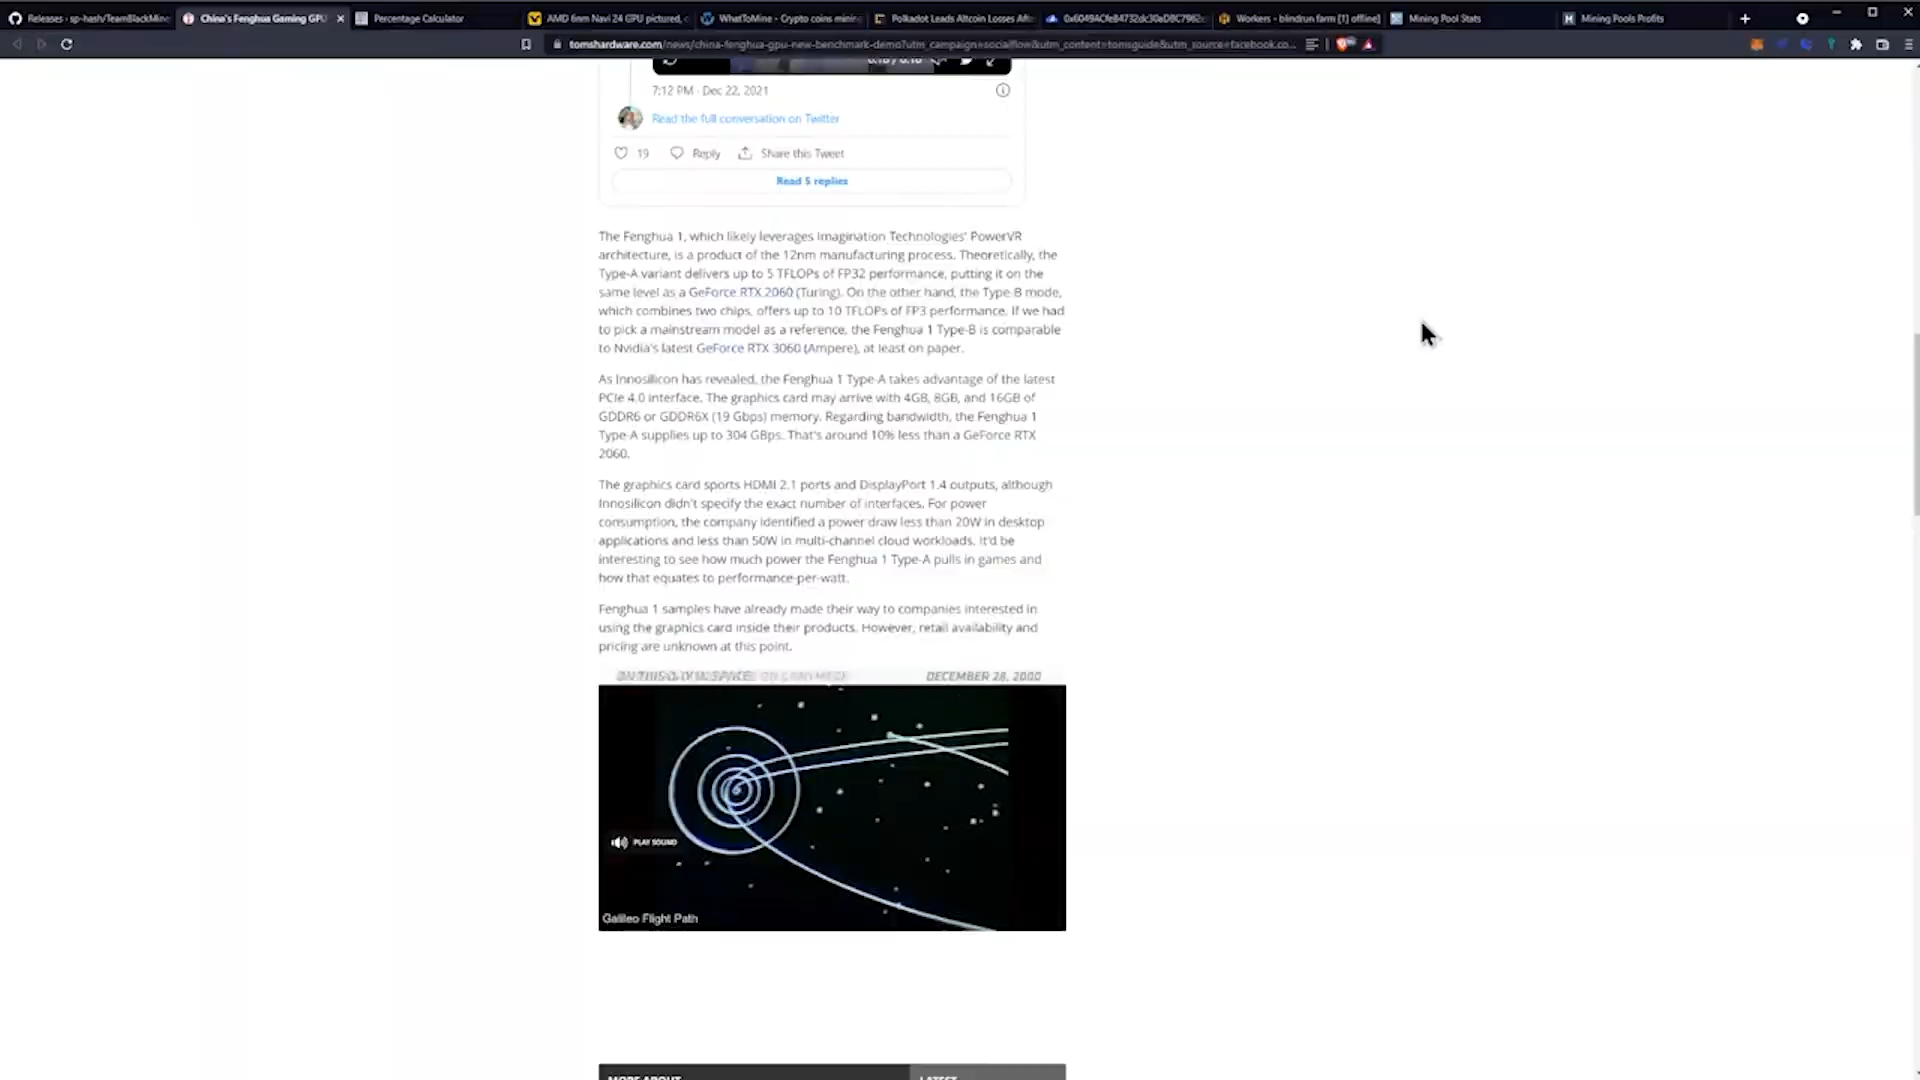 Releases · sp-hash/TeamBlackMine
China's Fenghua Gaming GPU
Percentage Calculator
AMD 6nm Navi 24 GPU pictured, c
WhatToMine - Crypto coins minin
Polkadot Leads Altcoin Losses Aft
Workers - blindrun farm [1] offline]
Mining Pool Stats
Mining Pools Profits
tomshardware.com/news/china-fenghua-gpu-new-benchmark-demo?utm_campaign=socialflow&utm_content=tomsguide&utm_source=facebook.co...
7:12 PM · Dec 22, 2021
Read the full conversation on Twitter
19 Reply Share this Tweet
Read 5 replies
The Fenghua 1, which likely leverages Imagination Technologies' PowerVR
architecture, is a product of the 12nm manufacturing process. Theoretically, the
Type-A variant delivers up to 5 TFLOPs of FP32 performance, putting it on the
same level as a GeForce RTX 2060 (Turing). On the other hand, the Type-B mode,
which combines two chips, offers up to 10 TFLOPs of FP3 performance. If we had
to pick a mainstream model as a reference, the Fenghua 1 Type-B is comparable
to Nvidia's latest GeForce RTX 3060 (Ampere), at least on paper.
As Innosilicon has revealed, the Fenghua 1 Type-A takes advantage of the latest
PCIe 4.0 interface. The graphics card may arrive with 4GB, 8GB, and 16GB of
GDDR6 or GDDR6X (19 Gbps) memory. Regarding bandwidth, the Fenghua 1
Type-A supplies up to 304 GBps. That's around 10% less than a GeForce RTX
2060.
The graphics card sports HDMI 2.1 ports and DisplayPort 1.4 outputs, although
Innosilicon didn't specify the exact number of interfaces. For power
consumption, the company identified a power draw less than 20W in desktop
applications and less than 50W in multi-channel cloud workloads. It'd be
interesting to see how much power the Fenghua 1 Type-A pulls in games and
how that equates to performance-per-watt.
Fenghua 1 samples have already made their way to companies interested in
using the graphics card inside their products. However, retail availability and
pricing are unknown at this point.
DECEMBER 28, 2000
PLAY SOUND
Galileo Flight Path
MORE ABOUT
LATEST